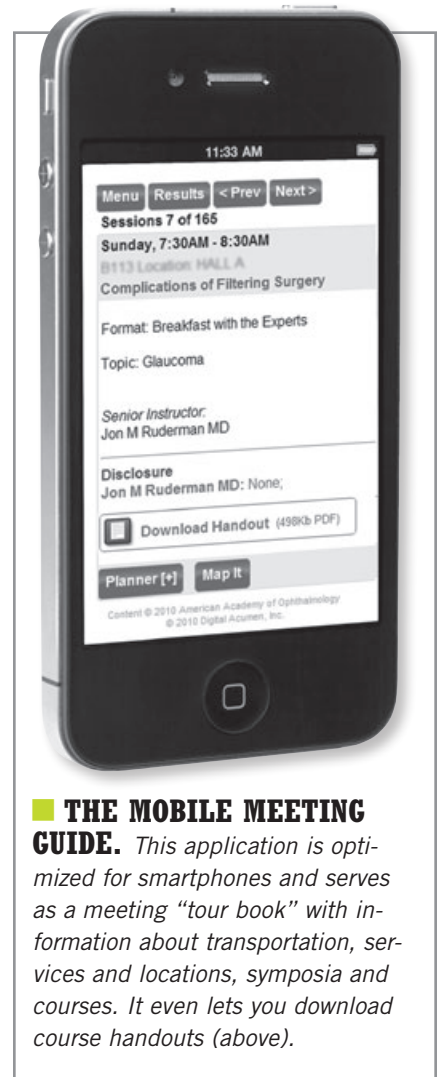 11:33 AM
Menu Results < Prev Next >
Sessions 7 of 165
Sunday, 7:30AM - 8:30AM
B113 Location: HALL A
Complications of Filtering Surgery
Format: Breakfast with the Experts
Topic: Glaucoma
Senior Instructor:
Jon M Ruderman MD
Disclosure
Jon M Ruderman MD: None;
Download Handout (498Kb PDF)
Planner [+] Map It
Content © 2010 American Academy of Ophthalmology
© 2010 Digital Acumen, Inc.
THE MOBILE MEETING
GUIDE. This application is opti-
mized for smartphones and serves
as a meeting “tour book” with in-
formation about transportation, ser-
vices and locations, symposia and
courses. It even lets you download
course handouts (above).